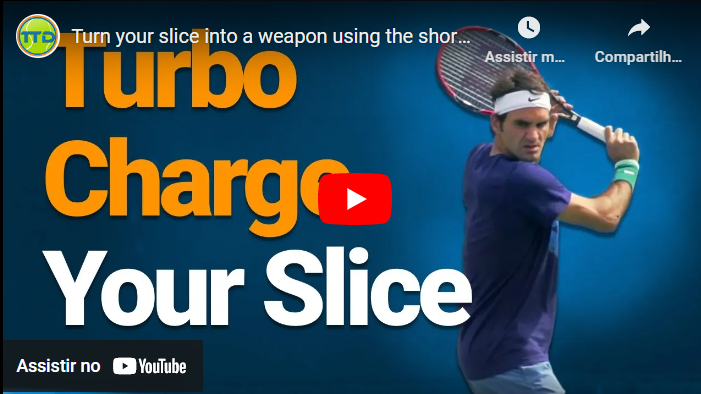 TTD
Turn your slice into a weapon using the shor...
Assistir m...
Compartilh...
Turbo
Charge
Your Slice
Assistir no YouTube